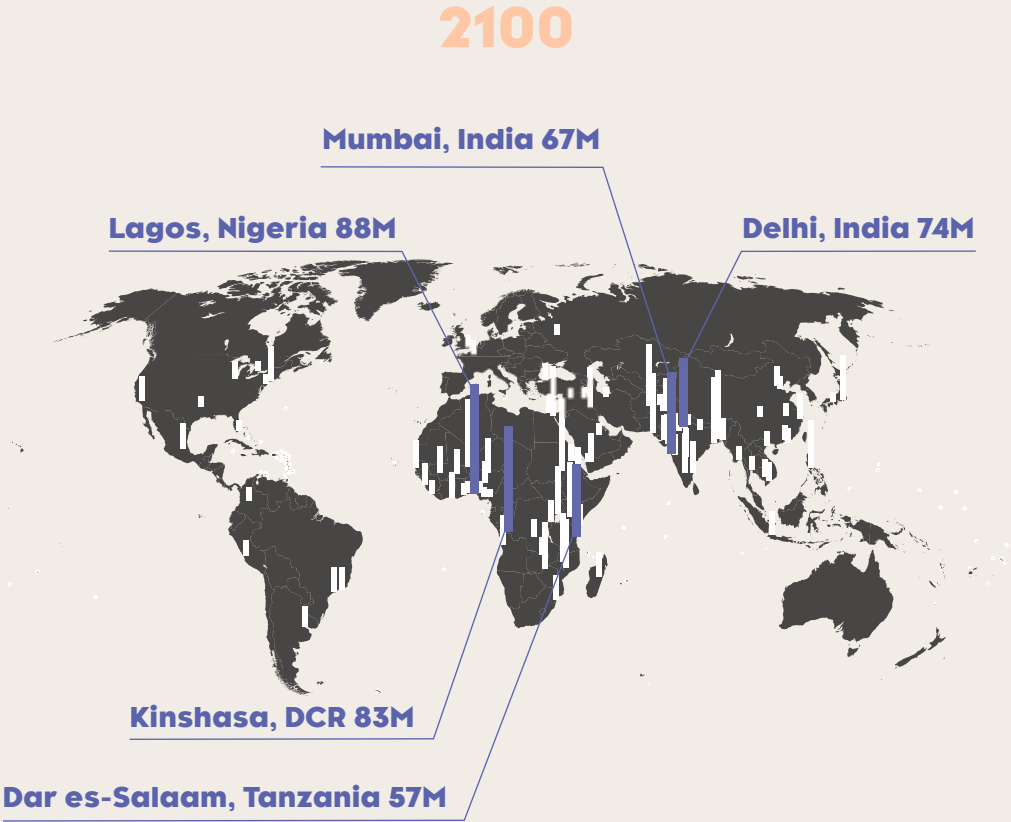 2100
Mumbai, India 67M
Lagos, Nigeria 88M
Delhi, India 74M
Kinshasa, DCR 83M
Dar es-Salaam, Tanzania 57M